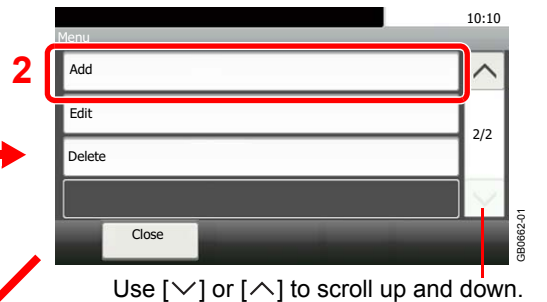 10:10
Menu
2
Add
Edit
2/2
Delete
Close
GB0662-01
Use [∨] or [∧] to scroll up and down.